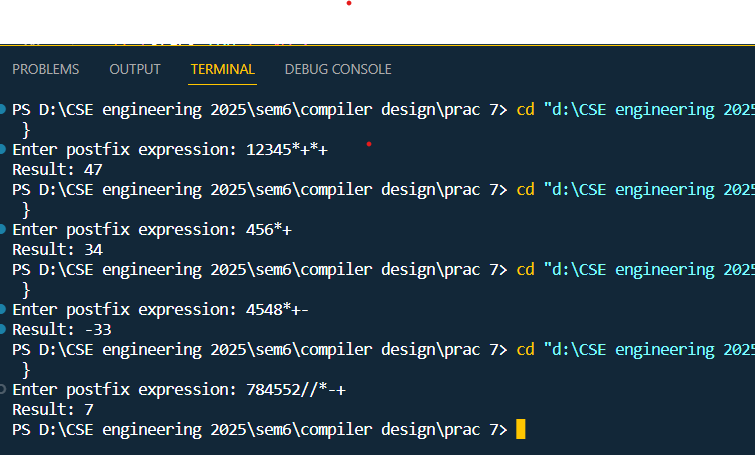 PROBLEMS OUTPUT TERMINAL DEBUG CONSOLE
PS D:\CSE engineering 2025\sem6\compiler design\prac 7> cd "d:\CSE engineering 2025
}
Enter postfix expression: 12345*+*+
Result: 47
PS D:\CSE engineering 2025\sem6\compiler design\prac 7> cd "d:\CSE engineering 2025
}
Enter postfix expression: 456*+
Result: 34
PS D:\CSE engineering 2025\sem6\compiler design\prac 7> cd "d:\CSE engineering 2025
}
Enter postfix expression: 4548*+-
Result: -33
PS D:\CSE engineering 2025\sem6\compiler design\prac 7> cd "d:\CSE engineering 2025
}
Enter postfix expression: 784552//*-+
Result: 7
PS D:\CSE engineering 2025\sem6\compiler design\prac 7>